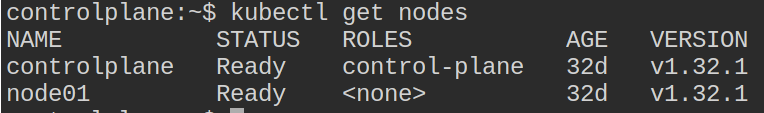 controlplane:~$ kubectl get nodes
NAME           STATUS   ROLES           AGE   VERSION
controlplane   Ready    control-plane   32d   v1.32.1
node01         Ready    <none>          32d   v1.32.1
controlplane:~$